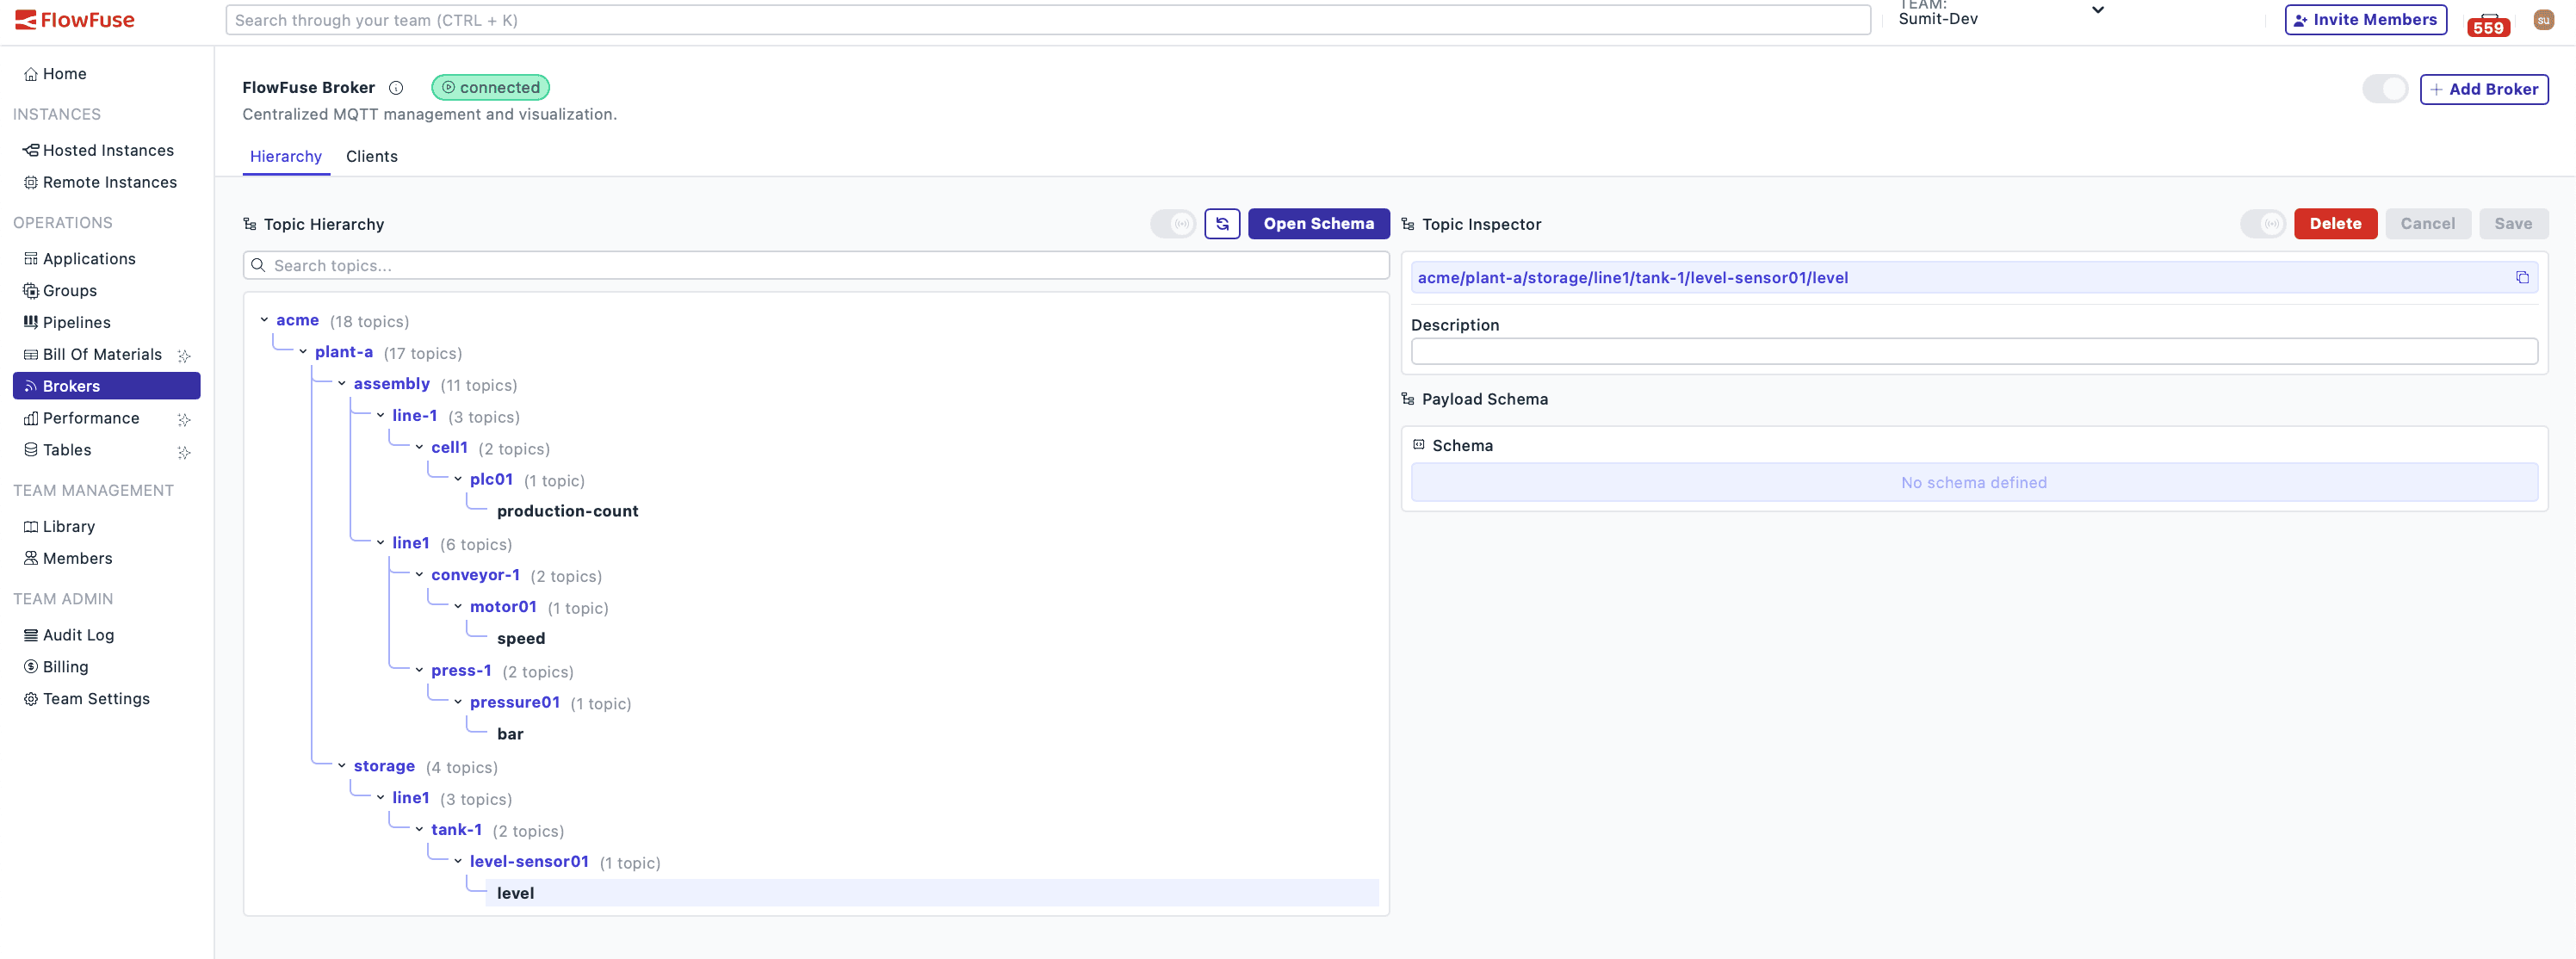 FlowFuse
Search through your team (CTRL + K)
TEAM:
Sumit-Dev
Invite Members
559
su
Home
INSTANCES
Hosted Instances
Remote Instances
OPERATIONS
Applications
Groups
Pipelines
Bill Of Materials
Brokers
Performance
Tables
TEAM MANAGEMENT
Library
Members
TEAM ADMIN
Audit Log
Billing
Team Settings
FlowFuse Broker
connected
Centralized MQTT management and visualization.
Add Broker
Hierarchy
Clients
Topic Hierarchy
Open Schema
Search topics...
acme (18 topics)
plant-a (17 topics)
assembly (11 topics)
line-1 (3 topics)
cell1 (2 topics)
plc01 (1 topic)
production-count
line1 (6 topics)
conveyor-1 (2 topics)
motor01 (1 topic)
speed
press-1 (2 topics)
pressure01 (1 topic)
bar
storage (4 topics)
line1 (3 topics)
tank-1 (2 topics)
level-sensor01 (1 topic)
level
Topic Inspector
Delete
Cancel
Save
acme/plant-a/storage/line1/tank-1/level-sensor01/level
Description
Payload Schema
Schema
No schema defined